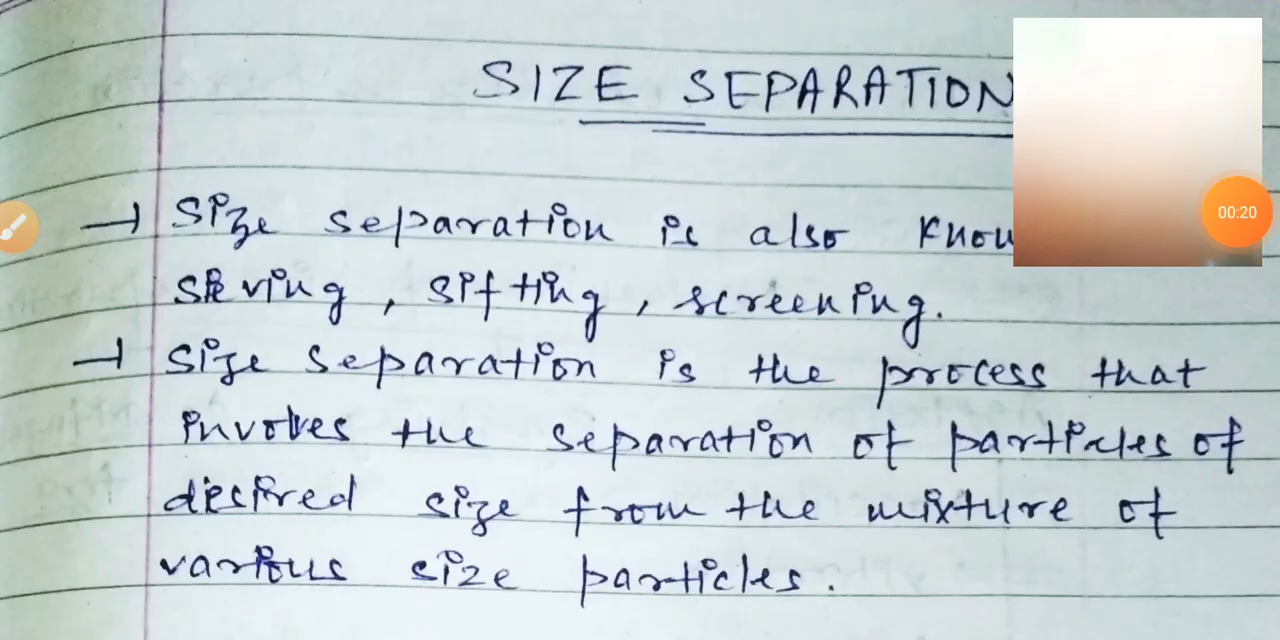 SIZE SEPARATION
→ Size separation is also
sieving, sifting, screening.
→ Size separation is the process that
involves the separation of particles of
desired size from the mixture of
various size particles.
00:20